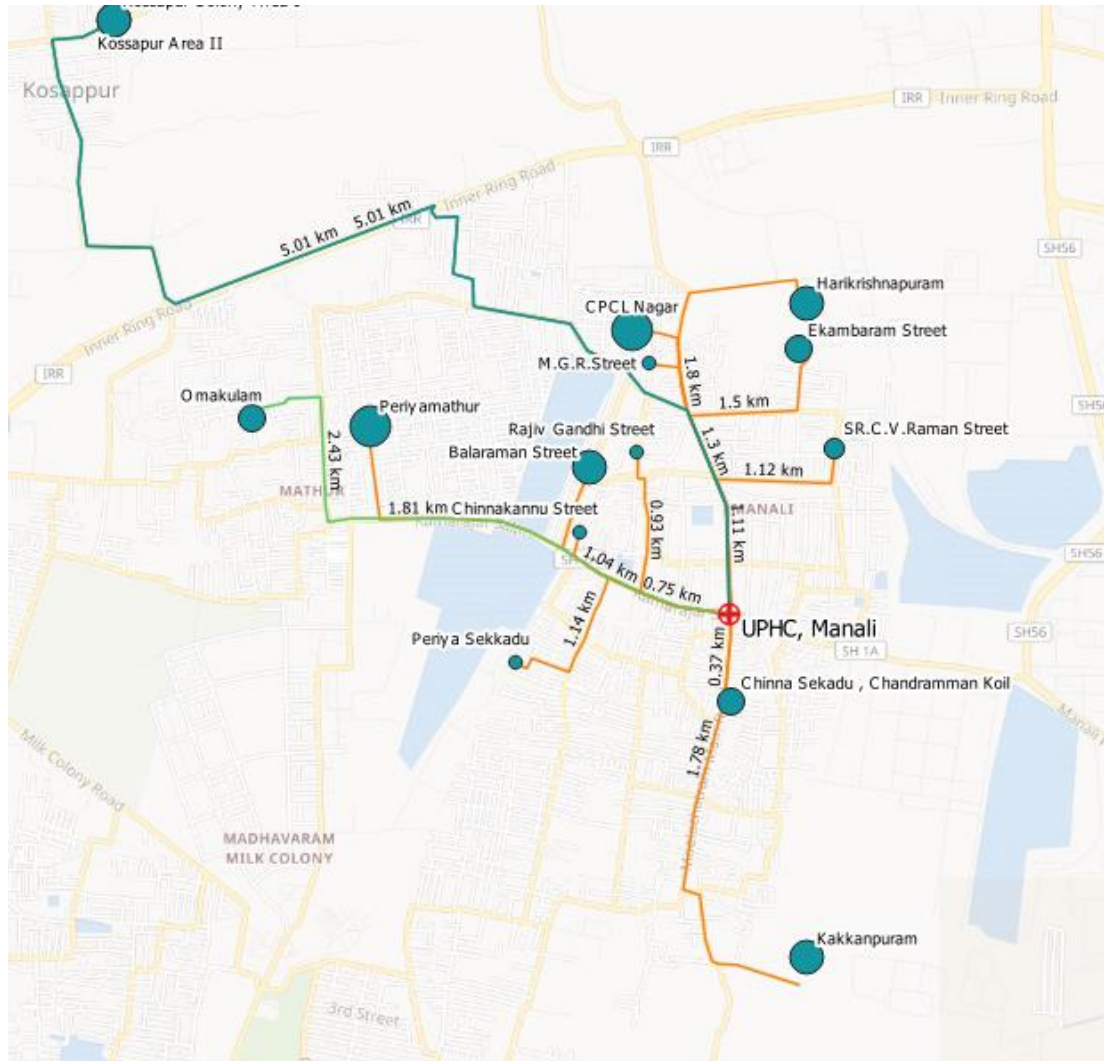 Kossapur Area II
Kosappur
IRR
Inner Ring Road
IRR
Inner Ring Road
5.01 km
5.01 km
IRR
SH56
Harikrishnapuram
CPCL Nagar
Ekambaram Street
Inner Ring Road
M.G.R.Street
1.8 km
IRR
Omakulam
Periyamathur
1.5 km
Rajiv Gandhi Street
1.3 km
SR.C.V.Raman Street
Balaraman Street
2.43 km
1.12 km
MATHUR
1.81 km
Chinnakannu Street
0.93 km
1.11 km
MANALI
1.04 km
0.75 km
SH56
1.14 km
UPHC, Manali
SH56
Periya Sekkadu
0.37 km
SH 1A
Chinna Sekadu , Chandramman Koil
1.78 km
Milk Colony Road
MADHAVARAM
MILK COLONY
Kakkanpuram
3rd Street